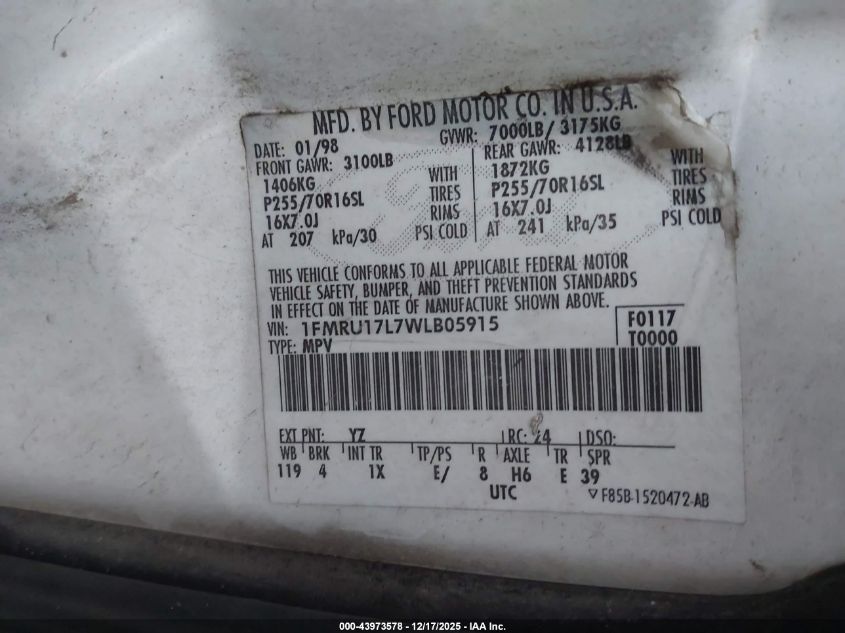 MFD. BY FORD MOTOR CO. IN U.S.A.
DATE: 01/98 GVWR: 7000LB/ 3175KG
FRONT GAWR: 3100LB REAR GAWR: 4128LB
1406KG WITH 1872KG WITH
P255/70R16SL TIRES P255/70R16SL TIRES
16X7.0J RIMS 16X7.0J RIMS
AT 207 kPa/30 PSI COLD AT 241 kPa/35 PSI COLD
THIS VEHICLE CONFORMS TO ALL APPLICABLE FEDERAL MOTOR
VEHICLE SAFETY, BUMPER, AND THEFT PREVENTION STANDARDS
IN EFFECT ON THE DATE OF MANUFACTURE SHOWN ABOVE.
VIN: 1FMRU17L7WLB05915 F0117
TYPE: MPV T0000
EXT PNT: YZ RC: 24 DSO:
WB BRK INT TR TP/PS R AXLE TR SPR
119 4 1X E/ 8 H6 E 39
UTC F85B-1520472-AB
000-43973578 - 12/17/2025 - IAA Inc.